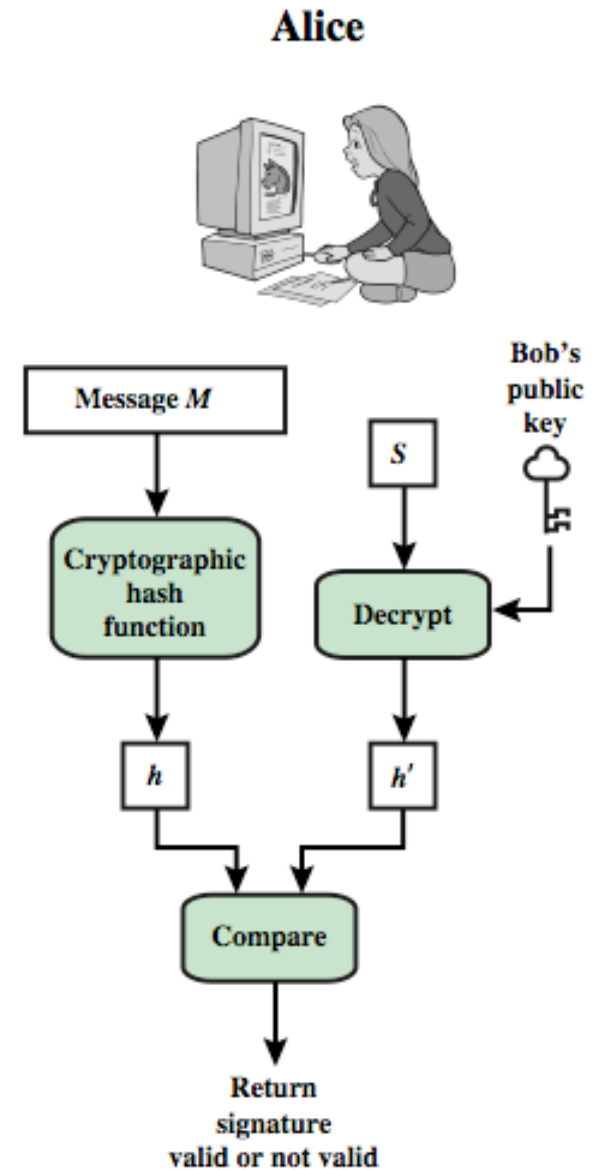 Alice
Bob's
public
key
Message M
S
Cryptographic
hash
function
Decrypt
h
h′
Compare
Return
signature
valid or not valid